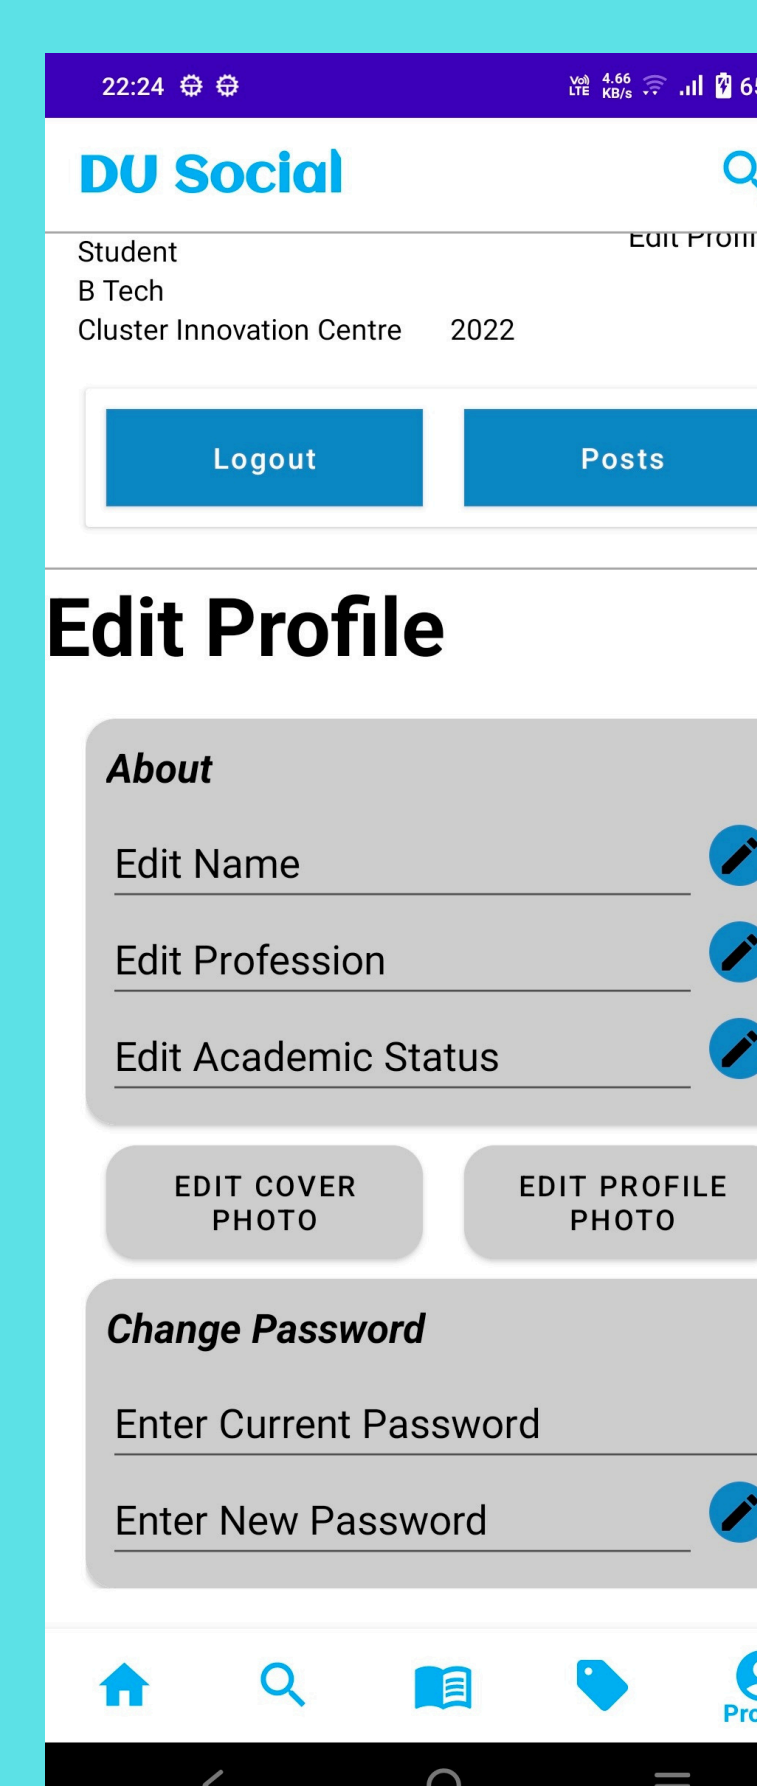 22:24
Vo)) 4.66
LTE KB/s
DU Social
Student
B Tech
Cluster Innovation Centre 2022
Logout Posts
Edit Profile
About
Edit Name
Edit Profession
Edit Academic Status
EDIT COVER
PHOTO
EDIT PROFILE
PHOTO
Change Password
Enter Current Password
Enter New Password